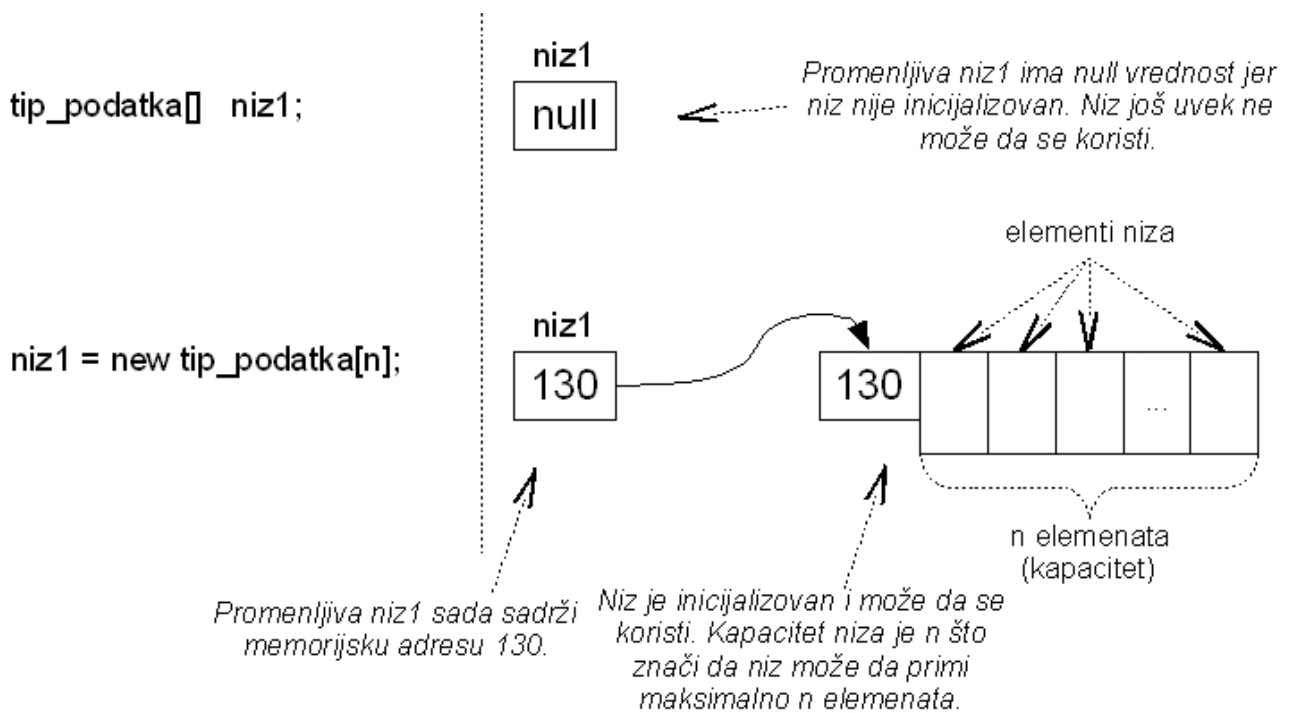 tip_podatka[] niz1;
niz1
null
Promenljiva niz1 ima null vrednost jer
niz nije inicijalizovan. Niz još uvek ne
može da se koristi.
elementi niza
niz1 = new tip_podatka[n];
niz1
130
130
...
n elemenata
(kapacitet)
Promenljiva niz1 sada sadrži
memorijsku adresu 130.
Niz je inicijalizovan i može da se
koristi. Kapacitet niza je n što
znači da niz može da primi
maksimalno n elemenata.